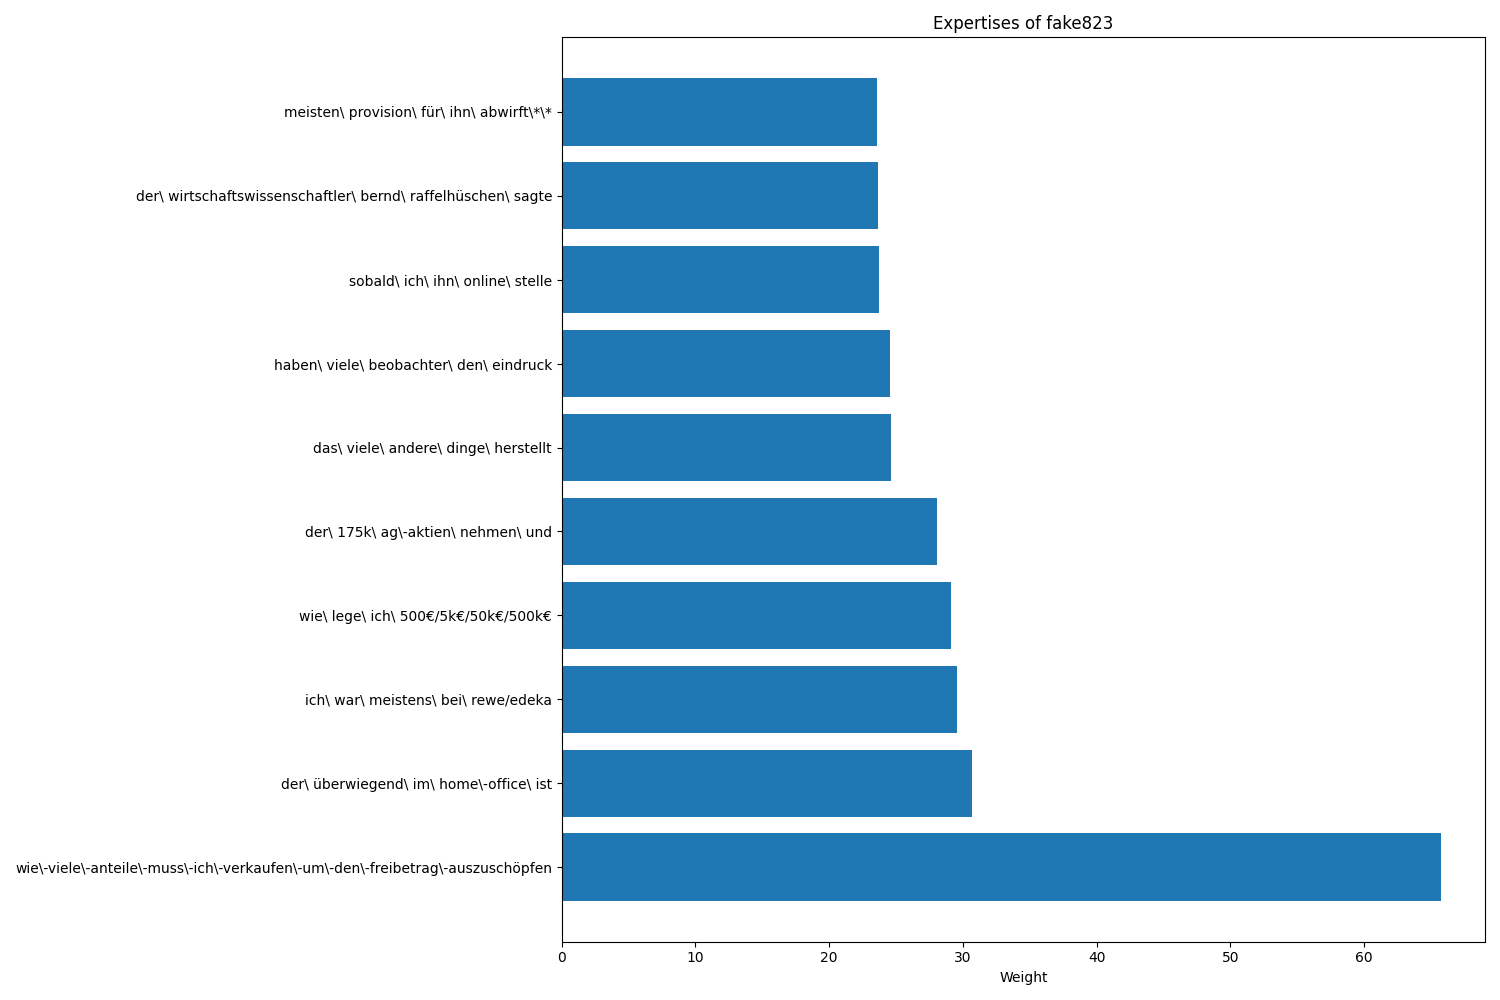 Expertises of fake823
meisten\ provision\ für\ ihn\ abwirft\*\*
der\ wirtschaftswissenschaftler\ bernd\ raffelhüschen\ sagte
sobald\ ich\ ihn\ online\ stelle
haben\ viele\ beobachter\ den\ eindruck
das\ viele\ andere\ dinge\ herstellt
der\ 175k\ ag\-aktien\ nehmen\ und
wie\ lege\ ich\ 500€/5k€/50k€/500k€
ich\ war\ meistens\ bei\ rewe/edeka
der\ überwiegend\ im\ home\-office\ ist
wie\-viele\-anteile\-muss\-ich\-verkaufen\-um\-den\-freibetrag\-auszuschöpfen
0 10 20 30 40 50 60
Weight